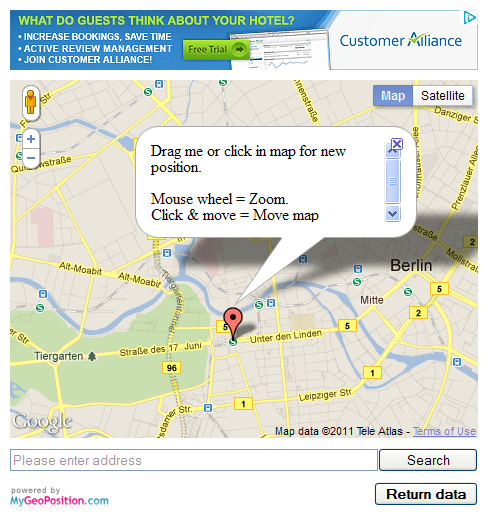 WHAT DO GUESTS THINK ABOUT YOUR HOTEL?
• INCREASE BOOKINGS, SAVE TIME
• ACTIVE REVIEW MANAGEMENT
• JOIN CUSTOMER ALLIANCE!
Free Trial
Customer Alliance
Map
Satellite
Danziger Str.
Prenzlauer Allee
Drag me or click in map for new
position.
Mouse wheel = Zoom.
Click & move = Move map
Alt-Moabit
Alt-Moabit
Berlin
Mitte
5
5
5
2
Unter den Linden
Straße des 17. Juni
Tiergarten
96
Leipziger Str.
1
1
Google
Map data ©2011 Tele Atlas - Terms of Use
Please enter address
Search
powered by
MyGeoPosition.com
Return data